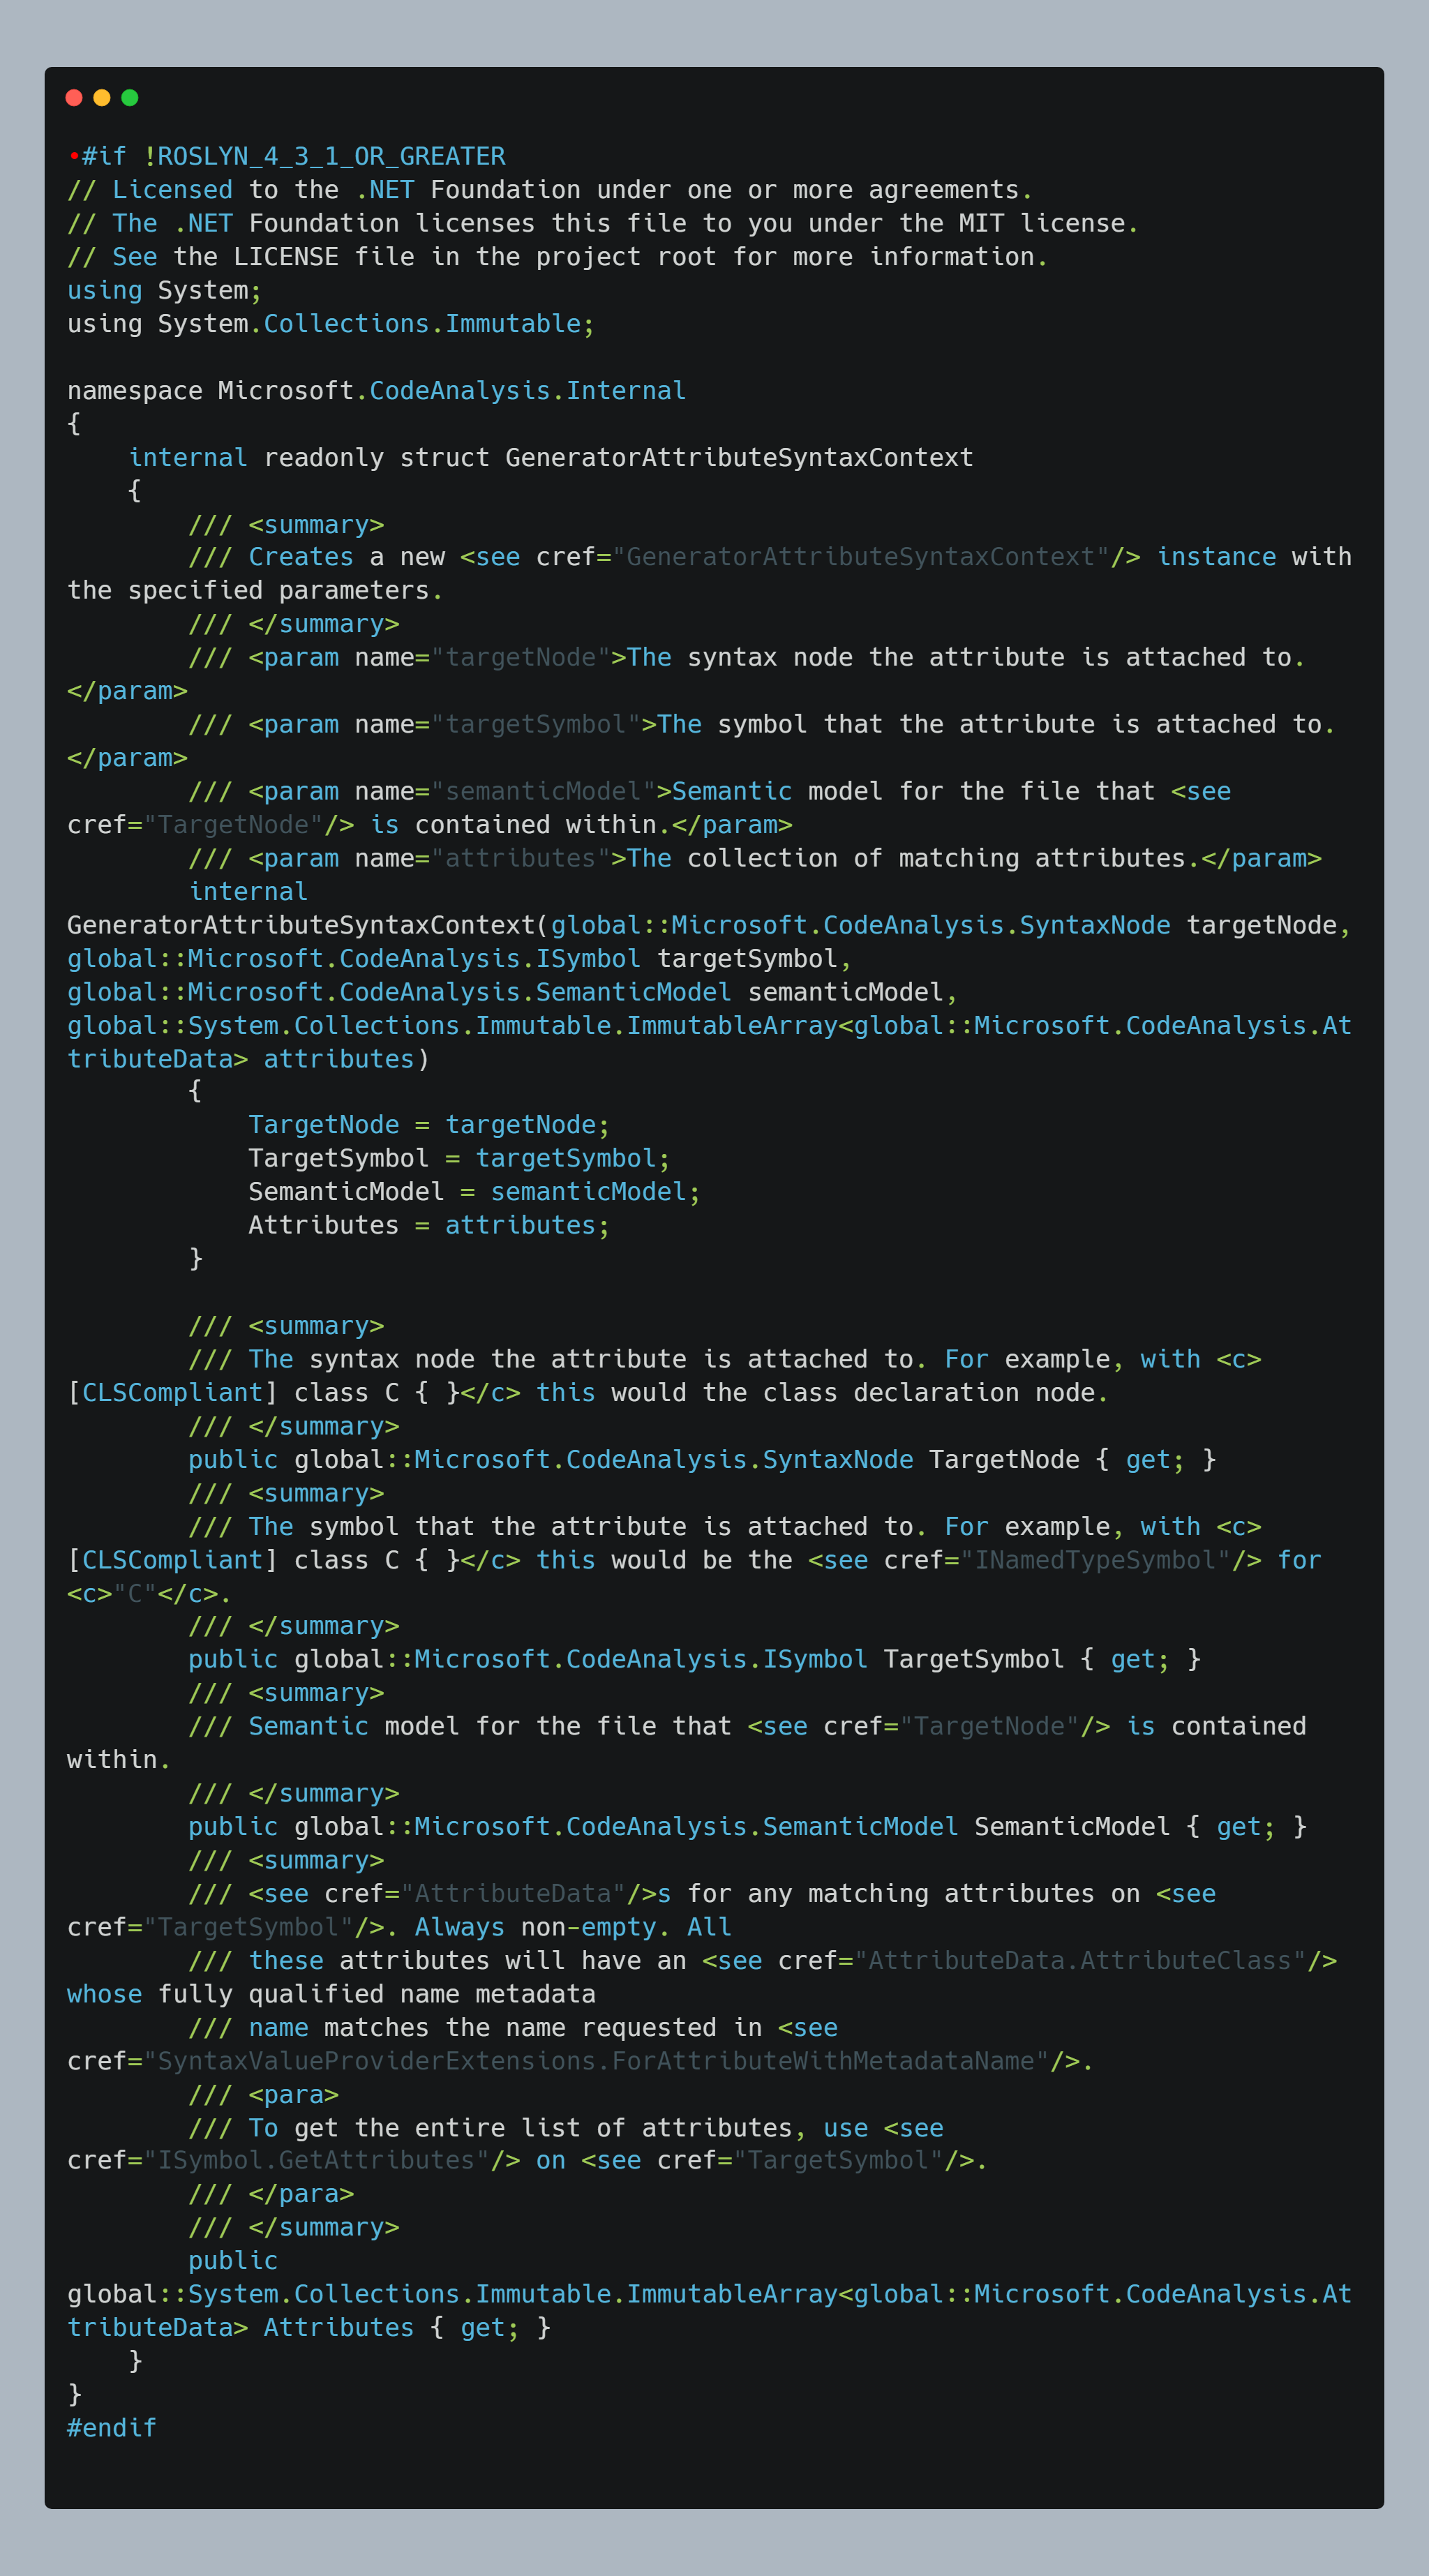 •#if !ROSLYN_4_3_1_OR_GREATER
// Licensed to the .NET Foundation under one or more agreements.
// The .NET Foundation licenses this file to you under the MIT license.
// See the LICENSE file in the project root for more information.
using System;
using System.Collections.Immutable;

namespace Microsoft.CodeAnalysis.Internal
{
    internal readonly struct GeneratorAttributeSyntaxContext
    {
        /// <summary>
        /// Creates a new <see cref="GeneratorAttributeSyntaxContext"/> instance with
the specified parameters.
        /// </summary>
        /// <param name="targetNode">The syntax node the attribute is attached to.
</param>
        /// <param name="targetSymbol">The symbol that the attribute is attached to.
</param>
        /// <param name="semanticModel">Semantic model for the file that <see
cref="TargetNode"/> is contained within.</param>
        /// <param name="attributes">The collection of matching attributes.</param>
        internal
GeneratorAttributeSyntaxContext(global::Microsoft.CodeAnalysis.SyntaxNode targetNode,
global::Microsoft.CodeAnalysis.ISymbol targetSymbol,
global::Microsoft.CodeAnalysis.SemanticModel semanticModel,
global::System.Collections.Immutable.ImmutableArray<global::Microsoft.CodeAnalysis.At
tributeData> attributes)
        {
            TargetNode = targetNode;
            TargetSymbol = targetSymbol;
            SemanticModel = semanticModel;
            Attributes = attributes;
        }

        /// <summary>
        /// The syntax node the attribute is attached to. For example, with <c>
[CLSCompliant] class C { }</c> this would the class declaration node.
        /// </summary>
        public global::Microsoft.CodeAnalysis.SyntaxNode TargetNode { get; }
        /// <summary>
        /// The symbol that the attribute is attached to. For example, with <c>
[CLSCompliant] class C { }</c> this would be the <see cref="INamedTypeSymbol"/> for
<c>"C"</c>.
        /// </summary>
        public global::Microsoft.CodeAnalysis.ISymbol TargetSymbol { get; }
        /// <summary>
        /// Semantic model for the file that <see cref="TargetNode"/> is contained
within.
        /// </summary>
        public global::Microsoft.CodeAnalysis.SemanticModel SemanticModel { get; }
        /// <summary>
        /// <see cref="AttributeData"/>s for any matching attributes on <see
cref="TargetSymbol"/>. Always non-empty. All
        /// these attributes will have an <see cref="AttributeData.AttributeClass"/>
whose fully qualified name metadata
        /// name matches the name requested in <see
cref="SyntaxValueProviderExtensions.ForAttributeWithMetadataName"/>.
        /// <para>
        /// To get the entire list of attributes, use <see
cref="ISymbol.GetAttributes"/> on <see cref="TargetSymbol"/>.
        /// </para>
        /// </summary>
        public
global::System.Collections.Immutable.ImmutableArray<global::Microsoft.CodeAnalysis.At
tributeData> Attributes { get; }
    }
}
#endif